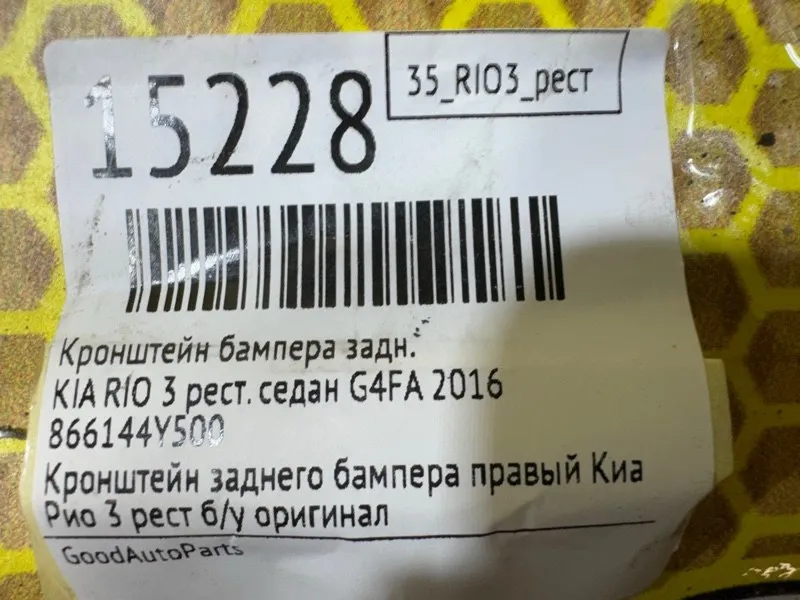 15228
35_RIO3_рест
Кронштейн бампера задн.
KIA RIO 3 рест. седан G4FA 2016
866144Y500
Кронштейн заднего бампера правый Киа
Рио 3 рест б/у оригинал
GoodAutoParts